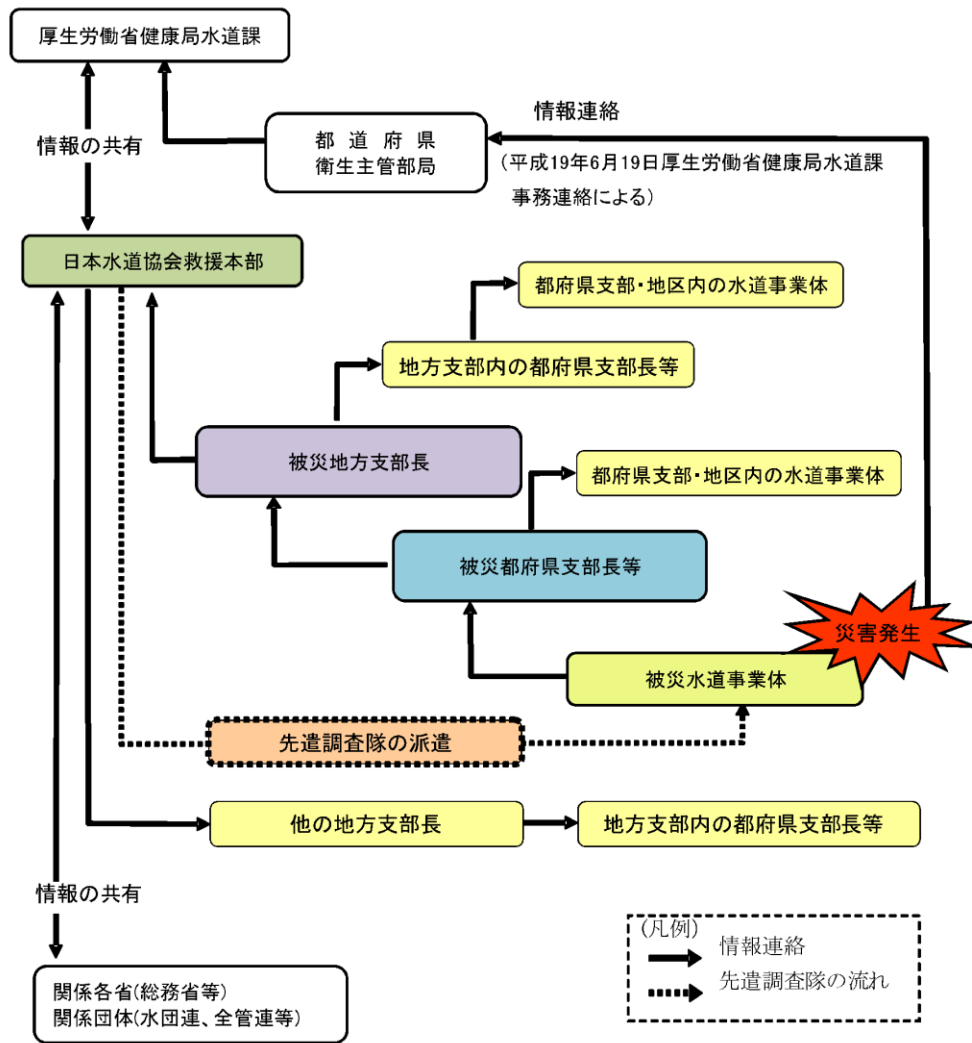 厚生労働省健康局水道課
情報連絡
都道府県
衛生主管部局
情報の共有
(平成19年6月19日厚生労働省健康局水道課
事務連絡による)
日本水道協会救援本部
都府県支部・地区内の水道事業体
地方支部内の都府県支部長等
被災地方支部長
都府県支部・地区内の水道事業体
被災都府県支部長等
災害発生
被災水道事業体
先遣調査隊の派遣
他の地方支部長
地方支部内の都府県支部長等
情報の共有
(凡例)
情報連絡
先遣調査隊の流れ
関係各省(総務省等)
関係団体(水団連、全管連等)